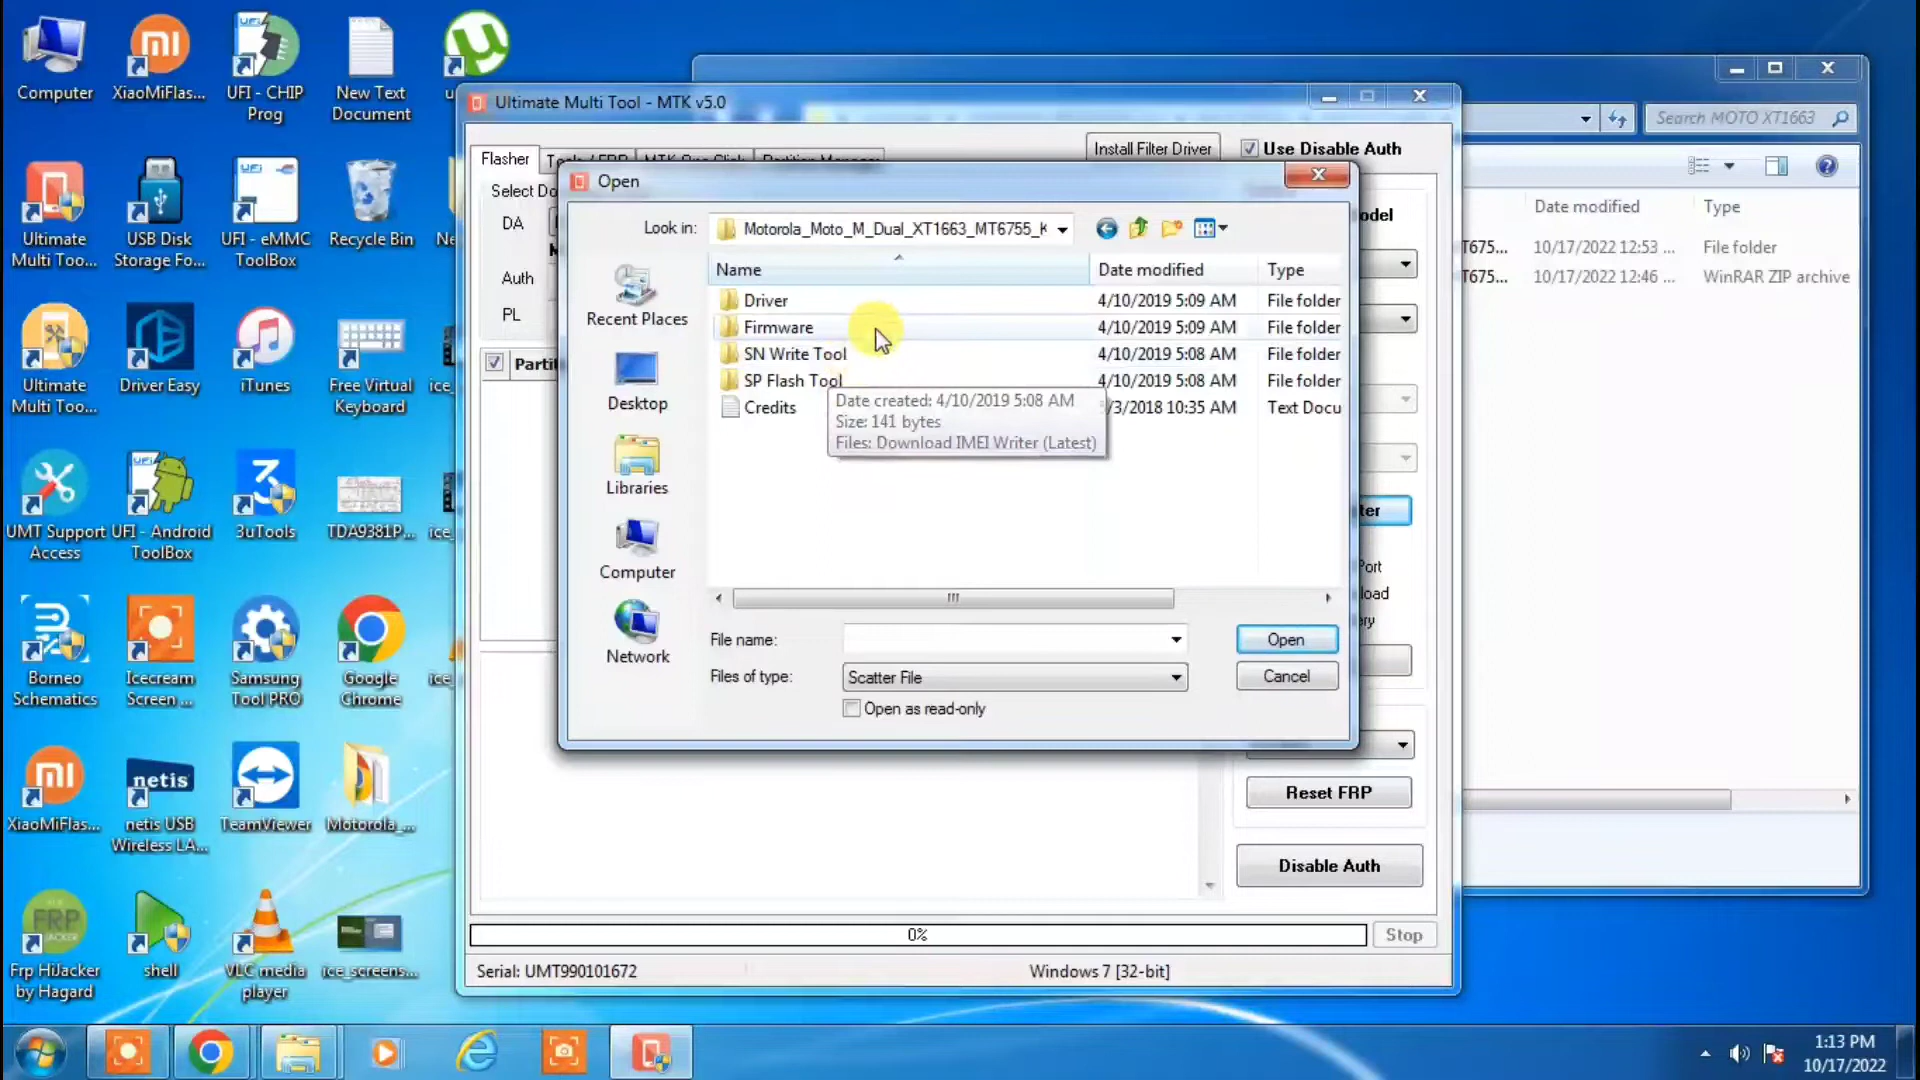 Computer
XiaoMiFlas...
UFI - CHIP
Prog
New Text
Document
Ultimate
Multi Too...
USB Disk
Storage Fo...
UFI - eMMC
ToolBox
Recycle Bin
Ultimate
Multi Too...
Driver Easy
iTunes
Free Virtual
Keyboard
UMT Support
Access
UFI - Android
ToolBox
3uTools
TDA9381P...
Borneo
Schematics
Icecream
Screen ...
Samsung
Tool PRO
Google
Chrome
XiaoMiFlas...
netis
netis USB
Wireless LA...
TeamViewer
Motorola_...
FRP
Frp HiJacker
by Hagard
shell
VLC media
player
ice_screens...
Ultimate Multi Tool - MTK v5.0
Flasher
Install Filter Driver
Use Disable Auth
DA
Auth
PL
Open
Look in:
Motorola_Moto_M_Dual_XT1663_MT6755_K
Name
Date modified
Type
Driver
4/10/2019 5:09 AM
File folder
Firmware
4/10/2019 5:09 AM
File folder
SN Write Tool
4/10/2019 5:08 AM
File folder
SP Flash Tool
4/10/2019 5:08 AM
File folder
Credits
/3/2018 10:35 AM
Text Docu
Date created: 4/10/2019 5:08 AM
Size: 141 bytes
Files: Download IMEI Writer (Latest)
Recent Places
Desktop
Libraries
Computer
Network
File name:
Open
Files of type:
Scatter File
Cancel
Open as read-only
Reset FRP
Disable Auth
0%
Stop
Serial: UMT990101672
Windows 7 [32-bit]
Search MOTO XT1663
Date modified
Type
T675...
10/17/2022 12:53 ...
File folder
T675...
10/17/2022 12:46 ...
WinRAR ZIP archive
1:13 PM
10/17/2022